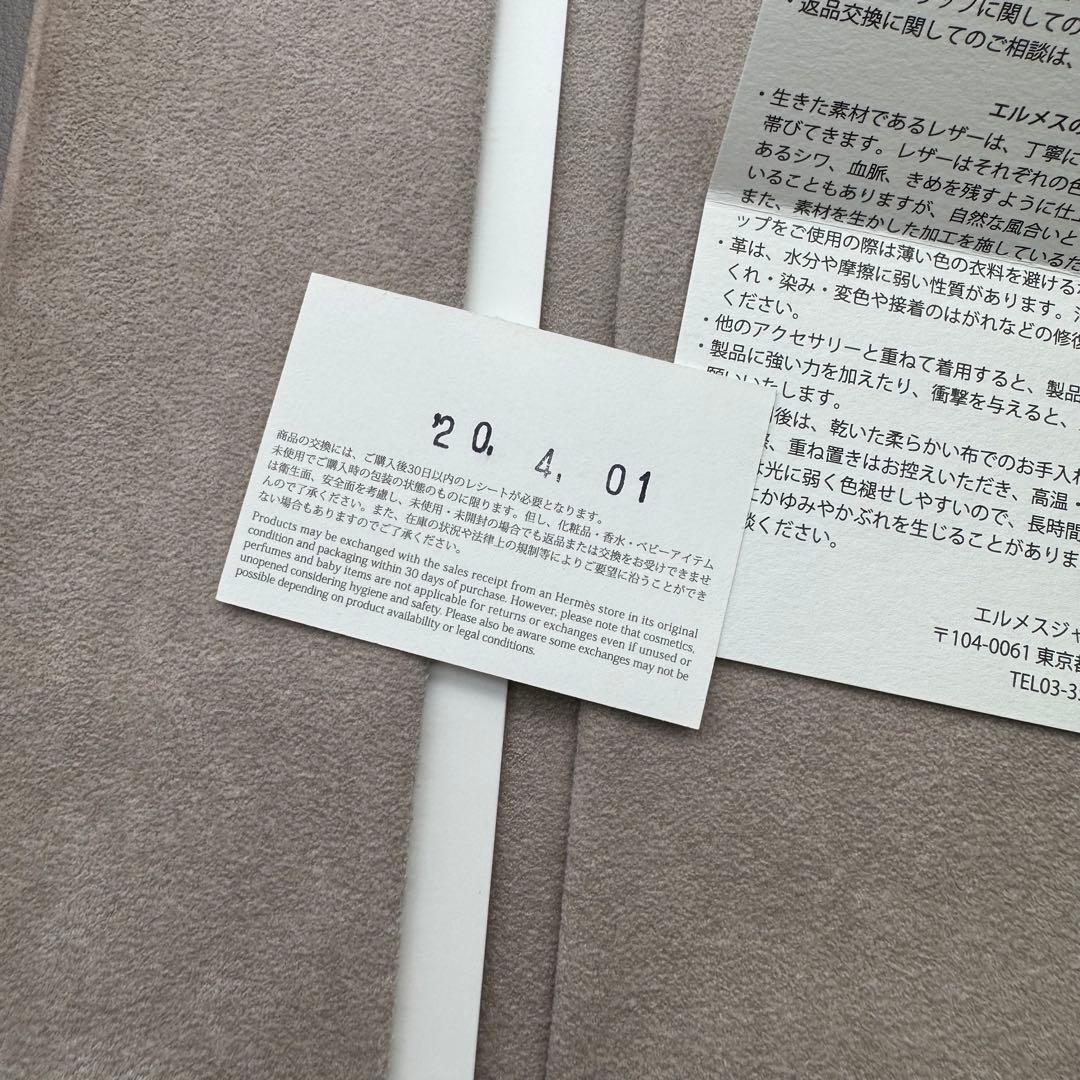 '20. 4. 01
商品の交換には、ご購入後30日以内のレシートが必要となります。
未使用でご購入時の包装の状態のものに限ります。但し、化粧品・香水・ベビーアイテム
は衛生面、安全面を考慮し、未使用・未開封の場合でも返品または交換をお受けできませ
んので了承ください。また、在庫の状況や法律上の規制等によりご要望に沿うことができ
ない場合もありますのでご了承ください。
Products may be exchanged with the sales receipt from an Hermès store in its original
condition and packaging within 30 days of purchase. However, please note that cosmetics,
perfumes and baby items are not applicable for returns or exchanges even if unused or
unopened considering hygiene and safety. Please also be aware some exchanges may not be
possible depending on product availability or legal conditions.
ップに関しての
・返品交換に関してのご相談は、
エルメスの
・生きた素材であるレザーは、丁寧に
帯びてきます。レザーはそれぞれの色
あるシワ、血脈、きめを残すように仕上
いることもありますが、自然な風合いと
また、素材を生かした加工を施しているた
ップをご使用の際は薄い色の衣料を避けるな
・革は、水分や摩擦に弱い性質があります。
くれ・染み・変色や接着のはがれなどの修復
ください。
・他のアクセサリーと重ねて着用すると、製品
・製品に強い力を加えたり、衝撃を与えると、
願いいたします。
後は、乾いた柔らかい布でのお手入れ
、重ね置きはお控えいただき、高温・
光に弱く色褪せしやすいので、長時間
にかゆみやかぶれを生じることがありま
談ください。
エルメスジャ
〒104-0061 東京都
TEL03-3